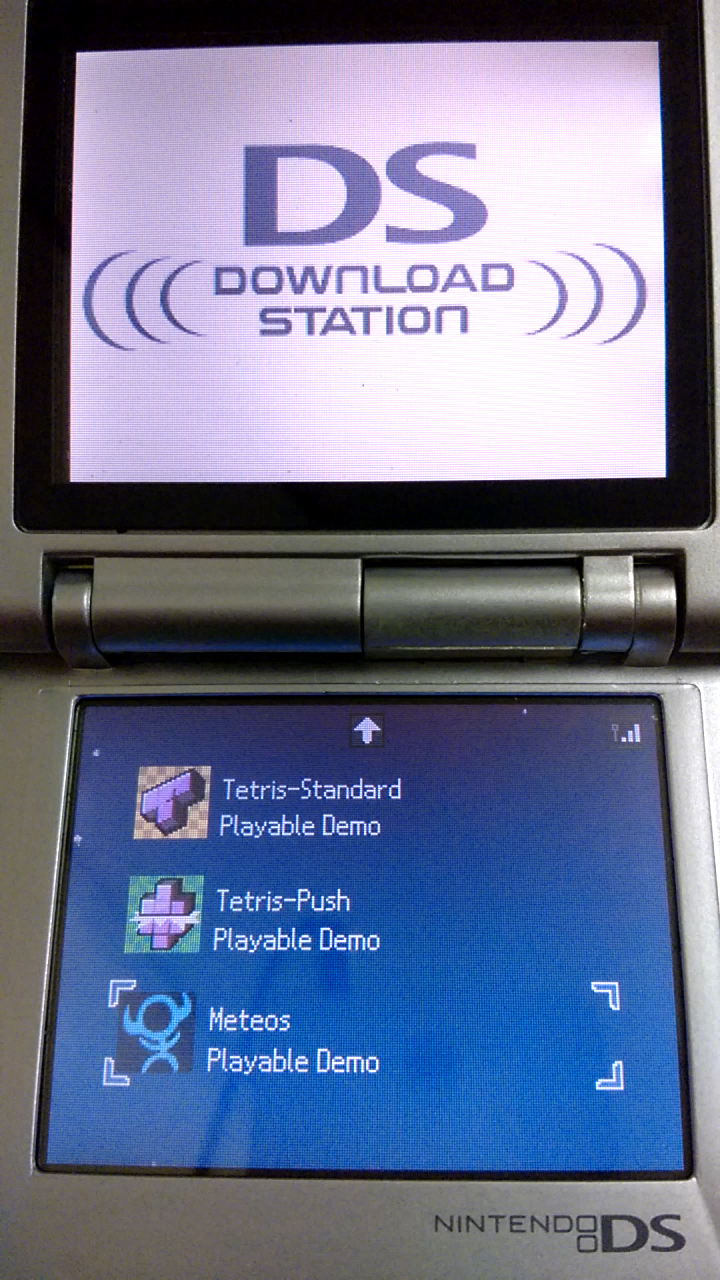 DS
DOWNLOAD
STATION
Tetris-Standard
Playable Demo
Tetris-Push
Playable Demo
Meteos
Playable Demo
NINTENDO DS